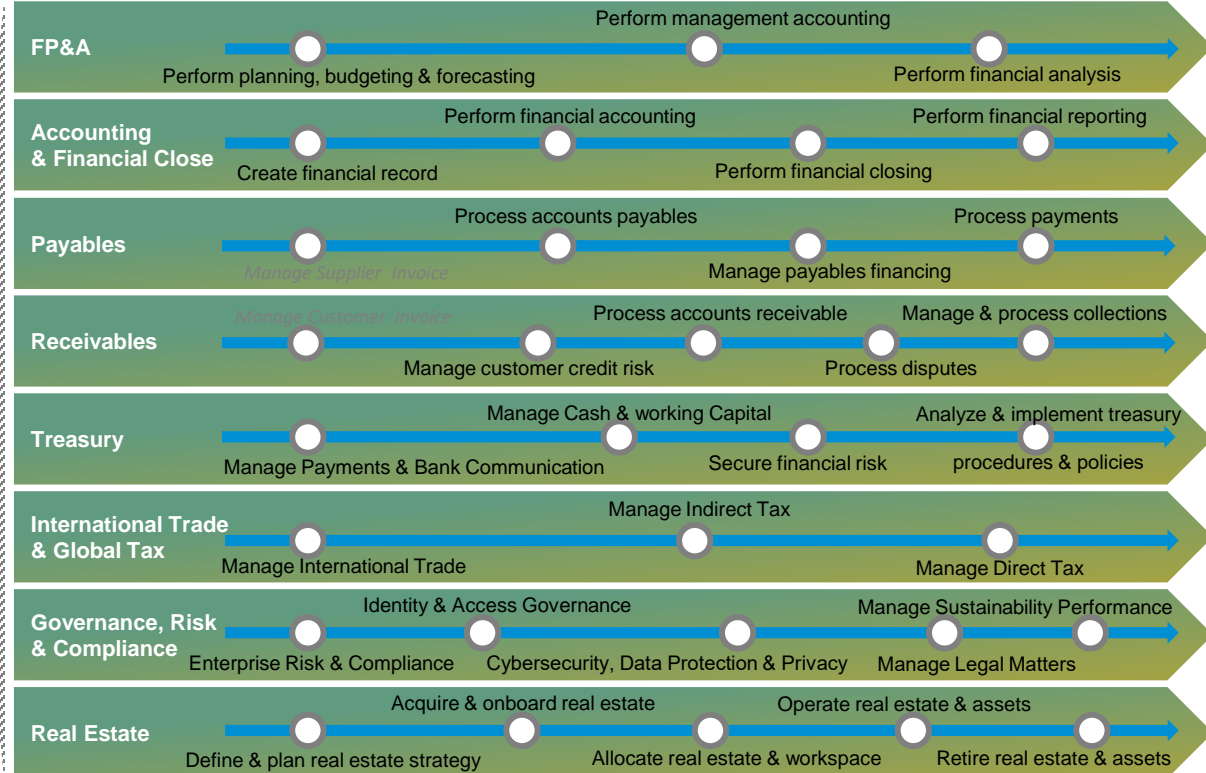 FP&A
Perform management accounting
Perform planning, budgeting & forecasting
Perform financial analysis
Accounting
& Financial Close
Perform financial accounting
Perform financial reporting
Create financial record
Perform financial closing
Payables
Process accounts payables
Process payments
Manage Supplier Invoice
Manage payables financing
Receivables
Manage Customer Invoice
Process accounts receivable
Manage & process collections
Manage customer credit risk
Process disputes
Treasury
Manage Cash & working Capital
Analyze & implement treasury
Manage Payments & Bank Communication
Secure financial risk
procedures & policies
International Trade
& Global Tax
Manage Indirect Tax
Manage International Trade
Manage Direct Tax
Governance, Risk
& Compliance
Identity & Access Governance
Manage Sustainability Performance
Enterprise Risk & Compliance
Cybersecurity, Data Protection & Privacy
Manage Legal Matters
Real Estate
Acquire & onboard real estate
Operate real estate & assets
Define & plan real estate strategy
Allocate real estate & workspace
Retire real estate & assets